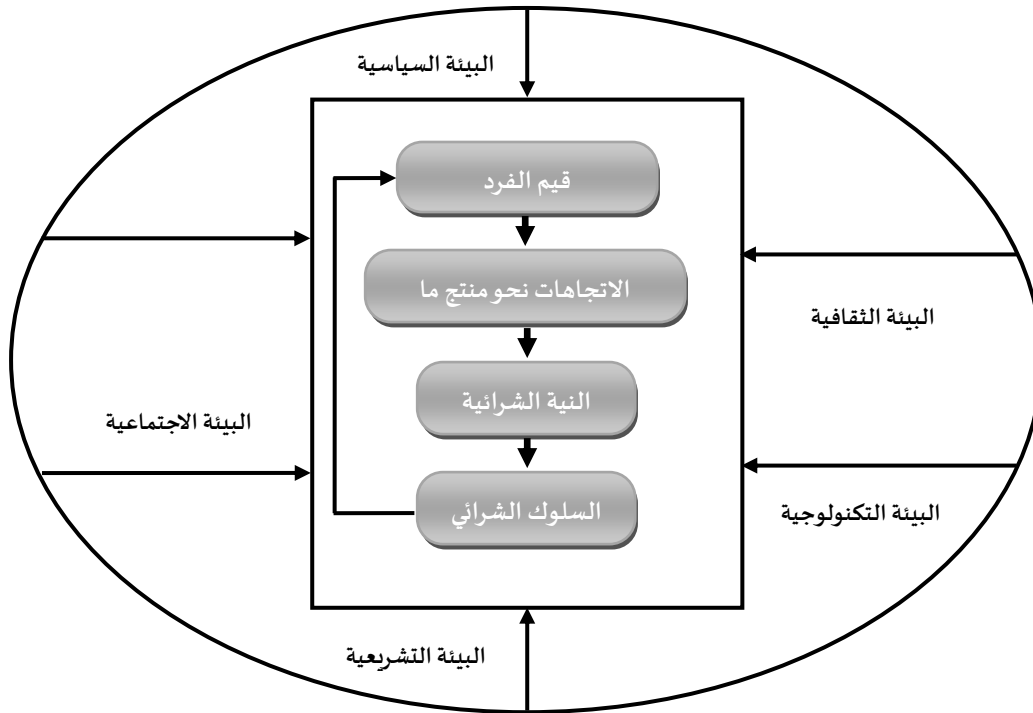 البيئة السياسية
قيم الفرد
الاتجاهات نحو منتج ما
البيئة الثقافية
النية الشرائية
البيئة الاجتماعية
السلوك الشرائي
البيئة التكنولوجية
البيئة التشريعية